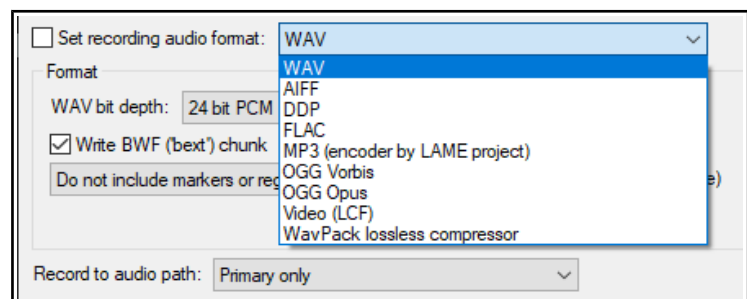 Set recording audio format: WAV
WAV
Format
AIFF
WAV bit depth: 24 bit PCM
DDP
FLAC
Write BWF ('bext') chunk
MP3 (encoder by LAME project)
OGG Vorbis
Do not include markers or reg
e)
OGG Opus
Video (LCF)
WavPack lossless compressor
Record to audio path: Primary only